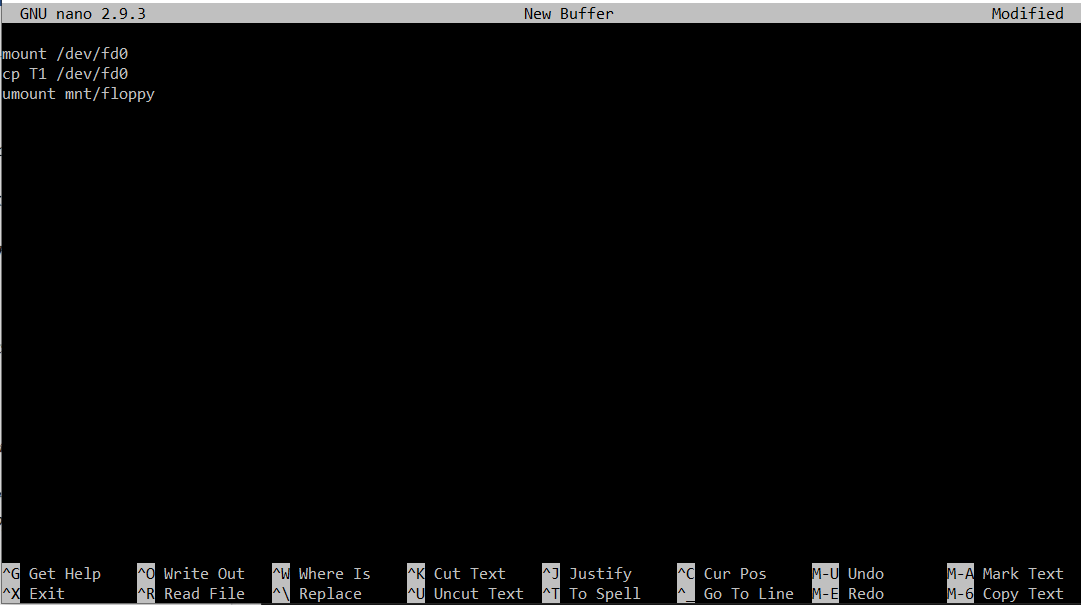 GNU nano 2.9.3 New Buffer Modified
mount /dev/fd0
cp T1 /dev/fd0
umount mnt/floppy
^G Get Help ^O Write Out ^W Where Is ^K Cut Text ^J Justify ^C Cur Pos M-U Undo M-A Mark Text
^X Exit ^R Read File ^\ Replace ^U Uncut Text ^T To Spell ^_ Go To Line M-E Redo M-6 Copy Text